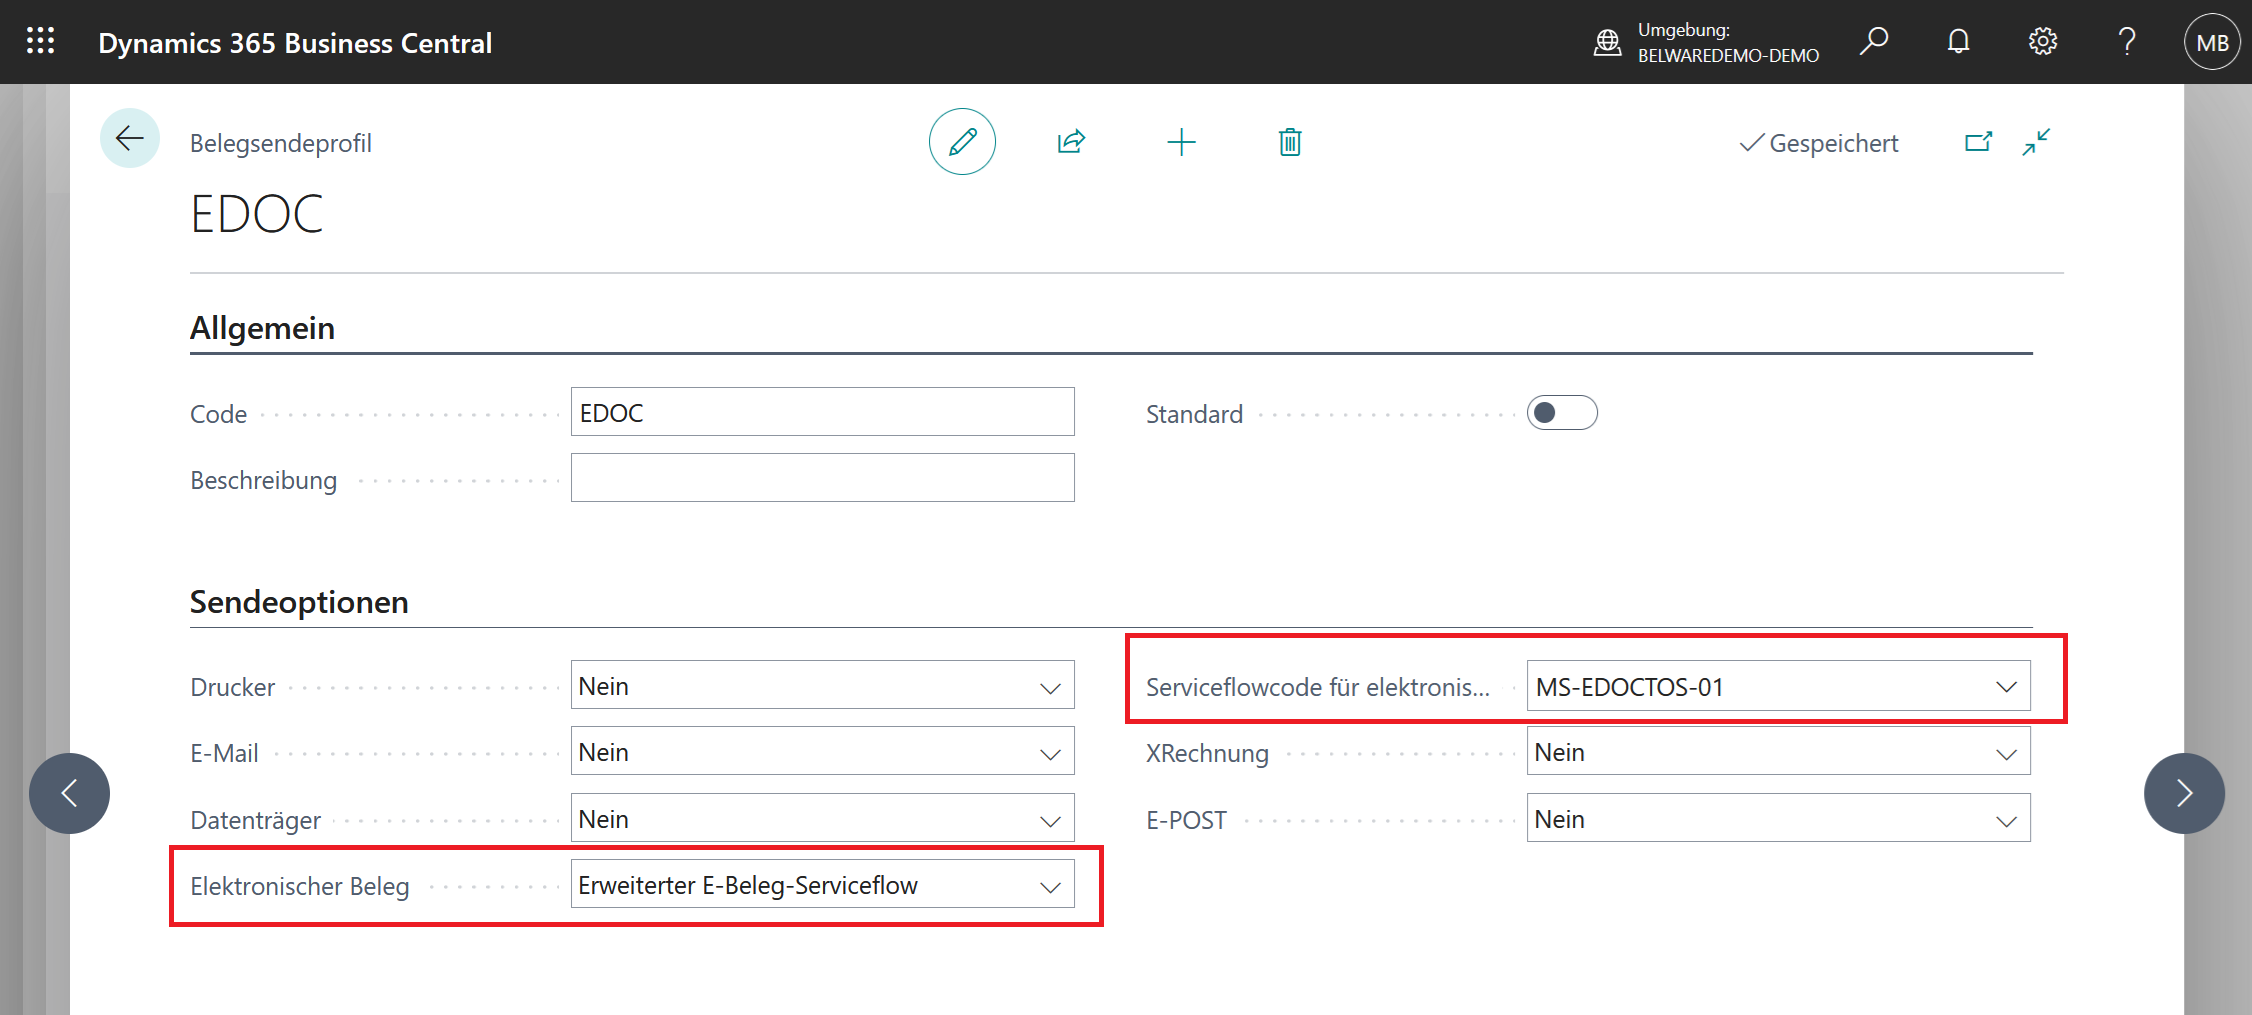 Dynamics 365 Business Central
Umgebung:
BELWAREDEMO-DEMO
?
MB
Belegsendeprofil
Gespeichert
EDOC
Allgemein
Code
EDOC
Standard
Beschreibung
Sendeoptionen
Drucker
Nein
Serviceflowcode für elektronis...
MS-EDOCTOS-01
E-Mail
Nein
XRechnung
Nein
Datenträger
Nein
E-POST
Nein
Elektronischer Beleg
Erweiterter E-Beleg-Serviceflow